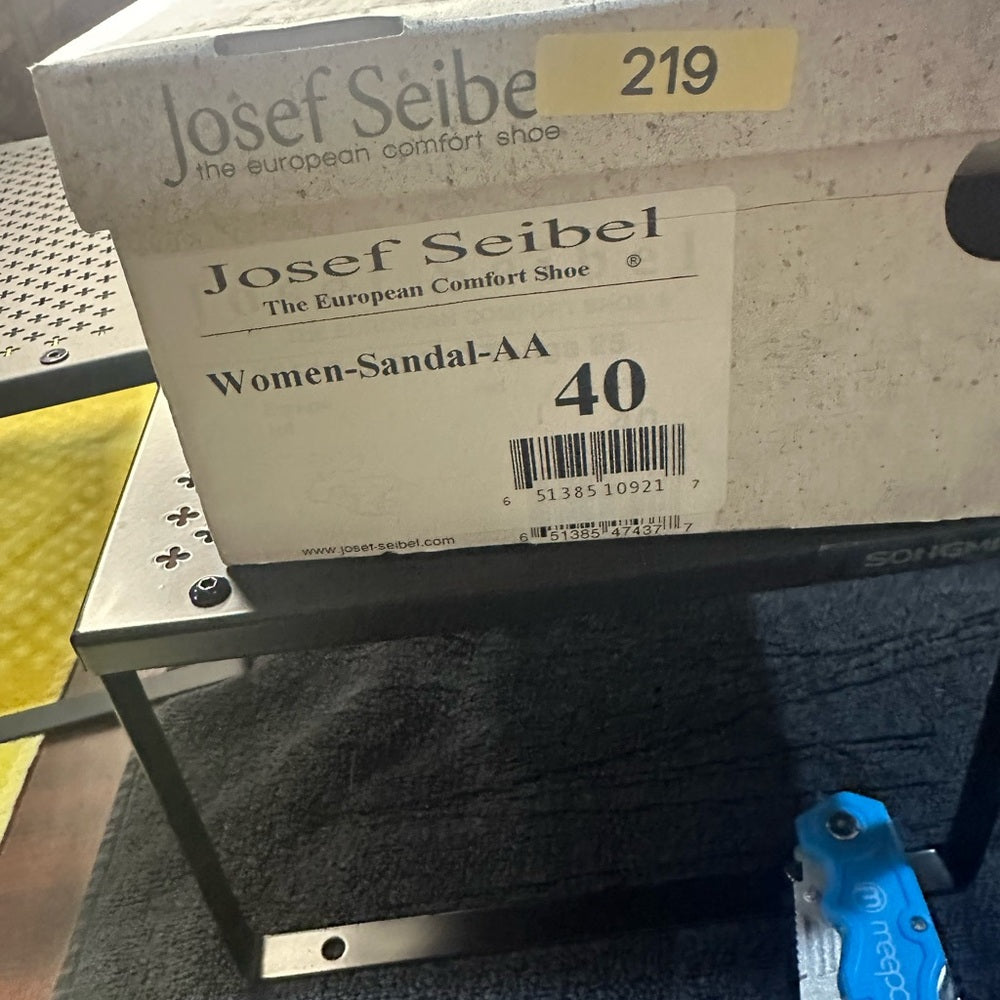 Josef Seibe
219
the european comfort shoe
Josef Seibel
The European Comfort Shoe ®
Women-Sandal-AA
40
6 51385 10921 7
6 51385 47437 7
www.josef-seibel.com
SONGM
meepo